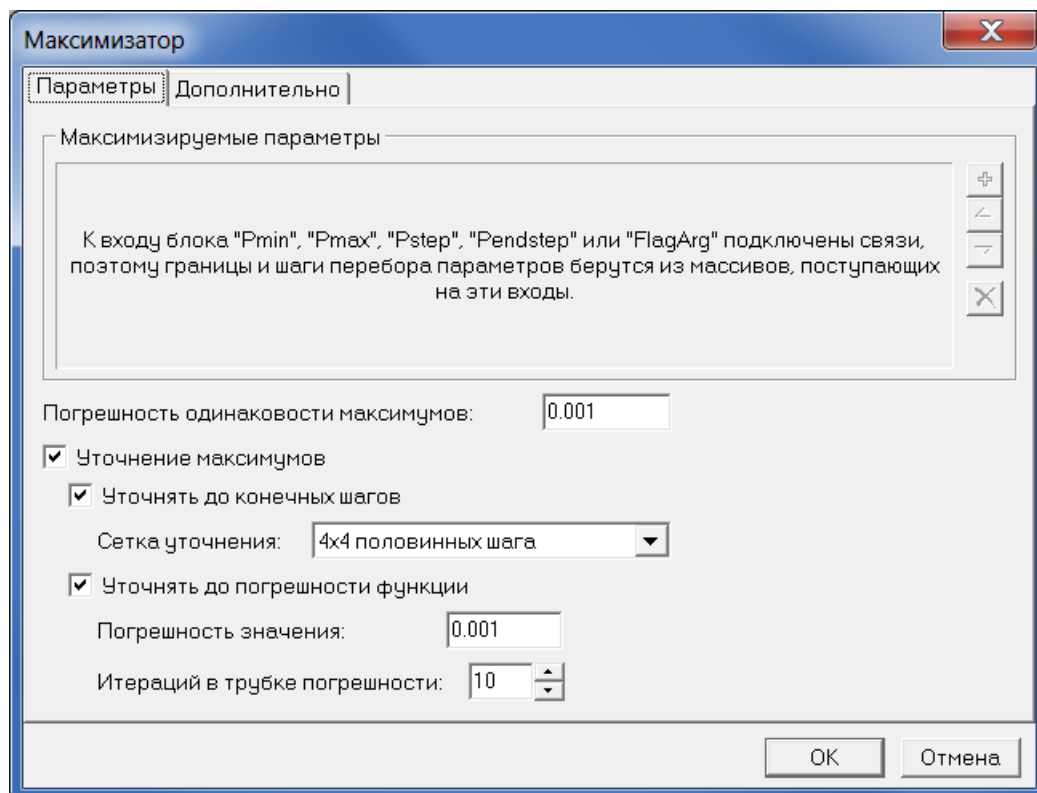 Максимизатор
Параметры
Дополнительно
Максимизируемые параметры
К входу блока "Pmin", "Pmax", "Pstep", "Pendstep" или "FlagArg" подключены связи,
поэтому границы и шаги перебора параметров берутся из массивов, поступающих
на эти входы.
Погрешность одинаковости максимумов: 0.001
Уточнение максимумов
Уточнять до конечных шагов
Сетка уточнения: 4x4 половинных шага
Уточнять до погрешности функции
Погрешность значения: 0.001
Итераций в трубке погрешности: 10
OK
Отмена